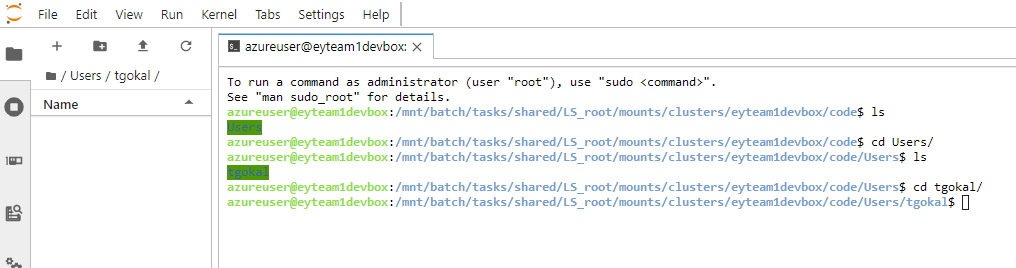 File Edit View Run Kernel Tabs Settings Help
azureuser@eyteam1devbox:
/ Users / tgokal /
Name
To run a command as administrator (user "root"), use "sudo <command>".
See "man sudo_root" for details.
azureuser@eyteam1devbox:/mnt/batch/tasks/shared/LS_root/mounts/clusters/eyteam1devbox/code$ ls
Users
azureuser@eyteam1devbox:/mnt/batch/tasks/shared/LS_root/mounts/clusters/eyteam1devbox/code$ cd Users/
azureuser@eyteam1devbox:/mnt/batch/tasks/shared/LS_root/mounts/clusters/eyteam1devbox/code/Users$ ls
tgokal
azureuser@eyteam1devbox:/mnt/batch/tasks/shared/LS_root/mounts/clusters/eyteam1devbox/code/Users$ cd tgokal/
azureuser@eyteam1devbox:/mnt/batch/tasks/shared/LS_root/mounts/clusters/eyteam1devbox/code/Users/tgokal$